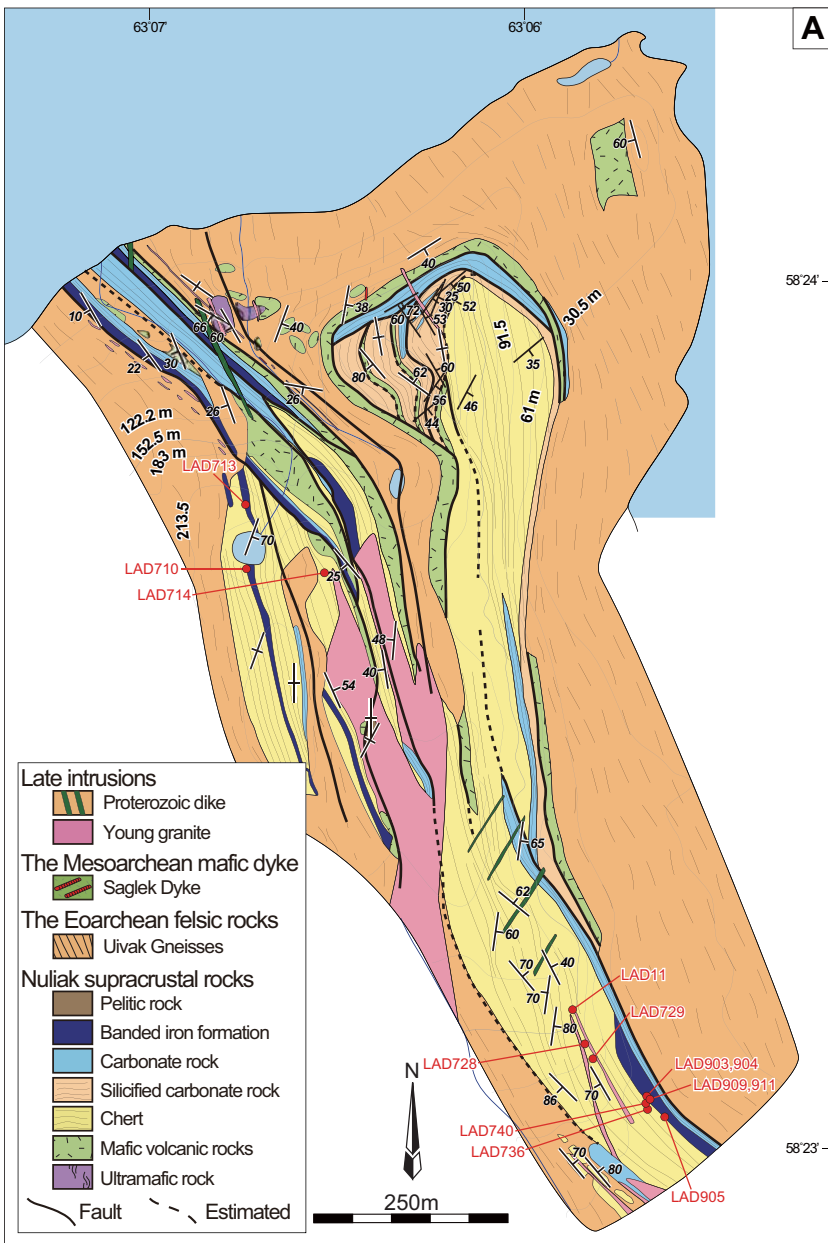 63°07′
63°06′
A
60
40
58°24′
50
25
30
52
53
72
60
38
10
66
60
40
91.5
30.5 m
35
22
30
80
62
60
56
46
61 m
26
26
44
122.2 m
152.5 m
183 m
LAD713
213.5
70
LAD710
LAD714
25
48
40
54
65
62
60
70
40
70
LAD11
80
LAD729
LAD728
LAD903,904
LAD909,911
86
70
LAD740
LAD736
70
80
LAD905
58°23′
N
250m
Late intrusions
Proterozoic dike
Young granite
The Mesoarchean mafic dyke
Saglek Dyke
The Eoarchean felsic rocks
Uivak Gneisses
Nuliak supracrustal rocks
Pelitic rock
Banded iron formation
Carbonate rock
Silicified carbonate rock
Chert
Mafic volcanic rocks
Ultramafic rock
Fault
Estimated